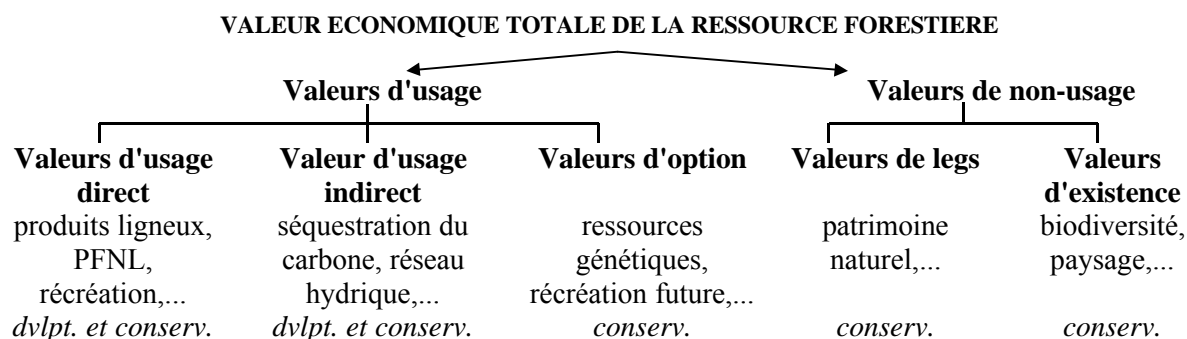 VALEUR ECONOMIQUE TOTALE DE LA RESSOURCE FORESTIERE
Valeurs d'usage
Valeurs de non-usage
Valeurs d'usage
direct
produits ligneux,
PFNL,
récréation,...
dvlpt. et conserv.
Valeur d'usage
indirect
séquestration du
carbone, réseau
hydrique,...
dvlpt. et conserv.
Valeurs d'option
ressources
génétiques,
récréation future,...
conserv.
Valeurs de legs
patrimoine
naturel,...
conserv.
Valeurs
d'existence
biodiversité,
paysage,...
conserv.